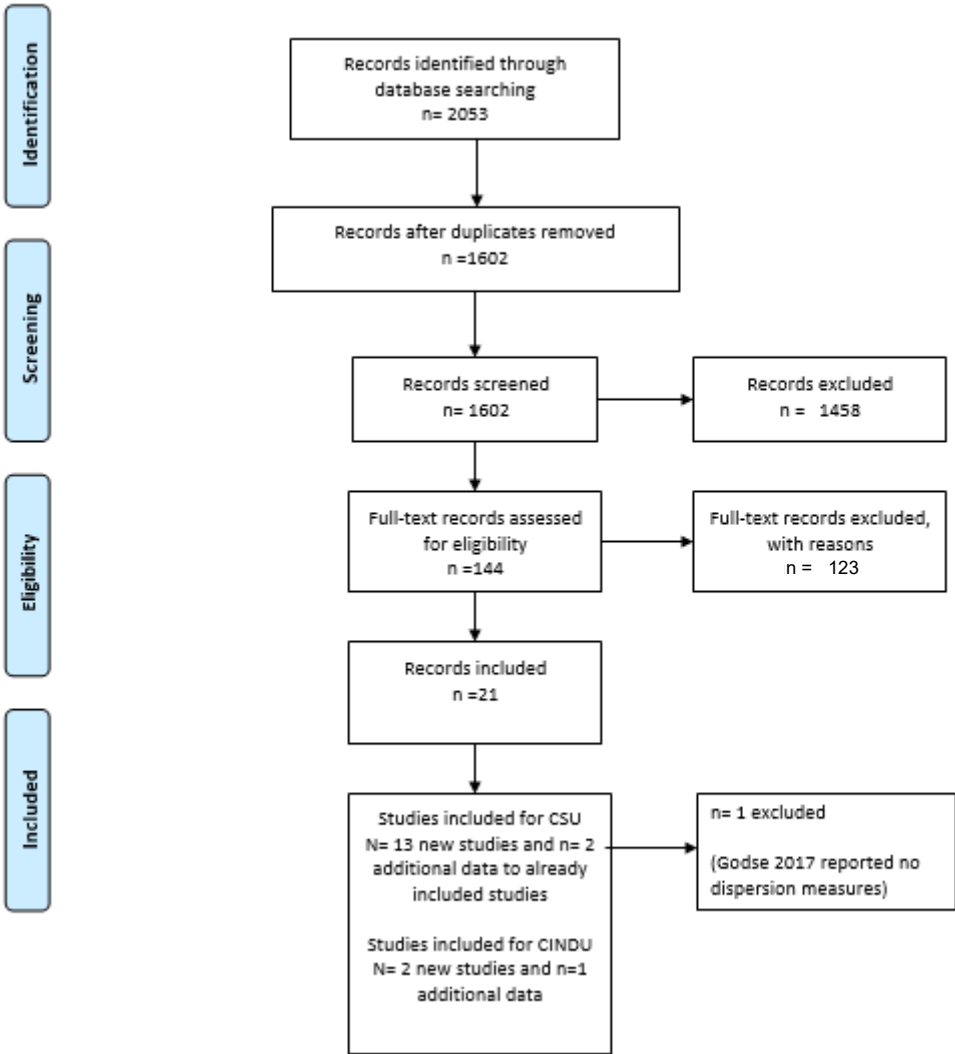 Identification
Records identified through
database searching
n= 2053
Records after duplicates removed
n =1602
Screening
Records screened
n= 1602
Records excluded
n = 1458
Eligibility
Full-text records assessed
for eligibility
n =144
Full-text records excluded,
with reasons
n = 123
Records included
n =21
Included
Studies included for CSU
N= 13 new studies and n= 2
additional data to already
included studies
Studies included for CINDU
N= 2 new studies and n=1
additional data
n= 1 excluded
(Godse 2017 reported no
dispersion measures)